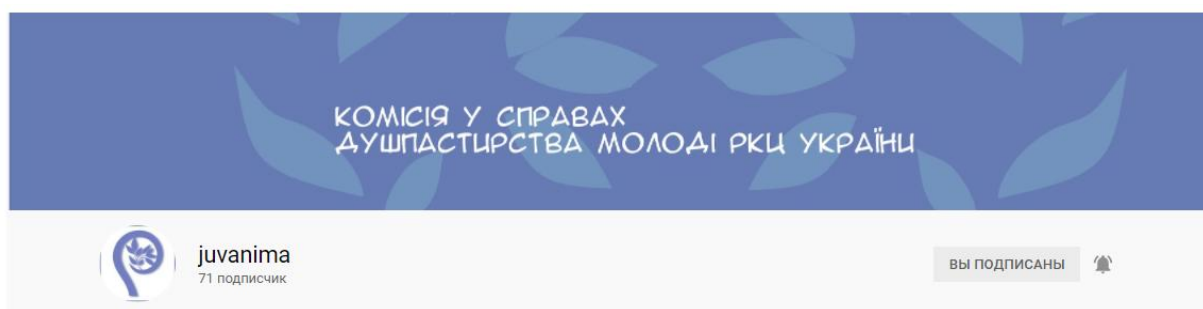 КОМІСІЯ У СПРАВАХ
ДУШПАСТИРСТВА МОЛОДІ РКЦ УКРАЇНИ
juvanima
71 подписчик
ВЫ ПОДПИСАНЫ